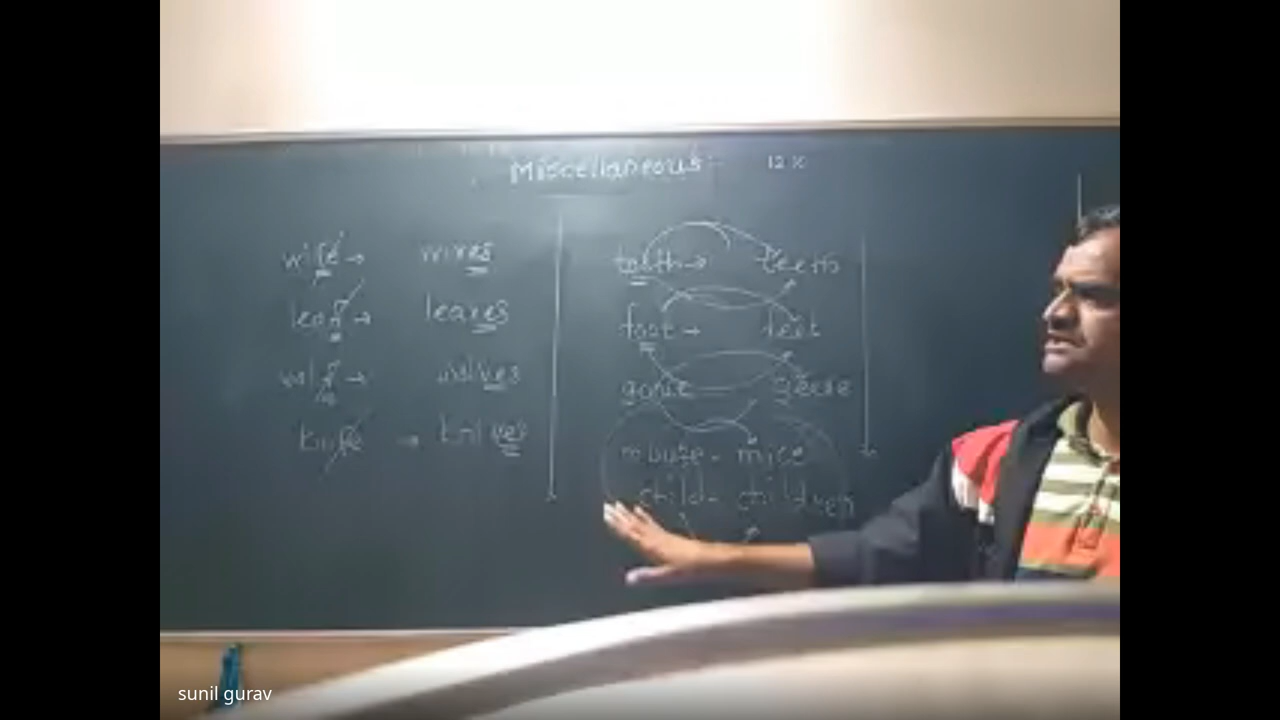 Miscellaneous:-
wife → wives
leaf → leaves
wolf → wolves
knife → knives
tooth → teeth
foot → feet
goose geese
mouse - mice
child - children
sunil gurav